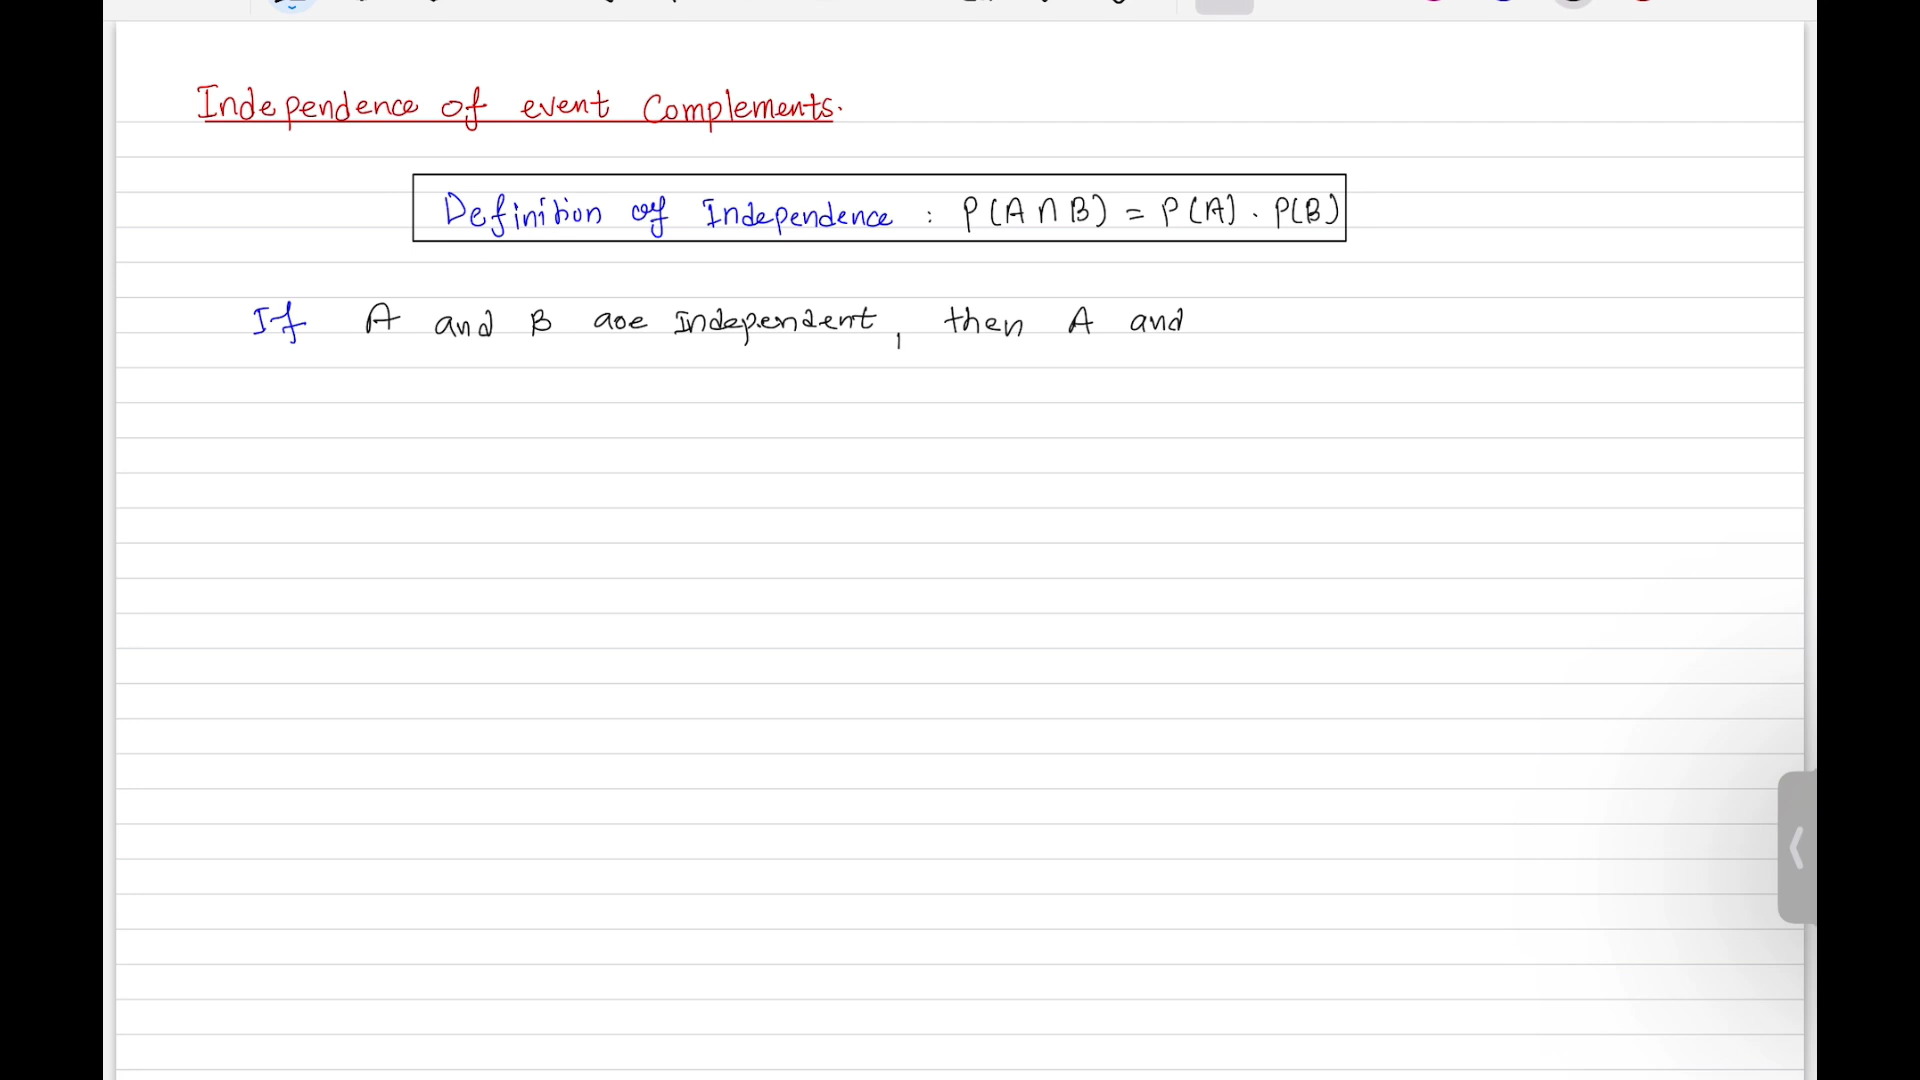 Independence of event Complements.
Definition of Independence : P(A ∩ B) = P(A) . P(B)
If A and B are Independent, then A and